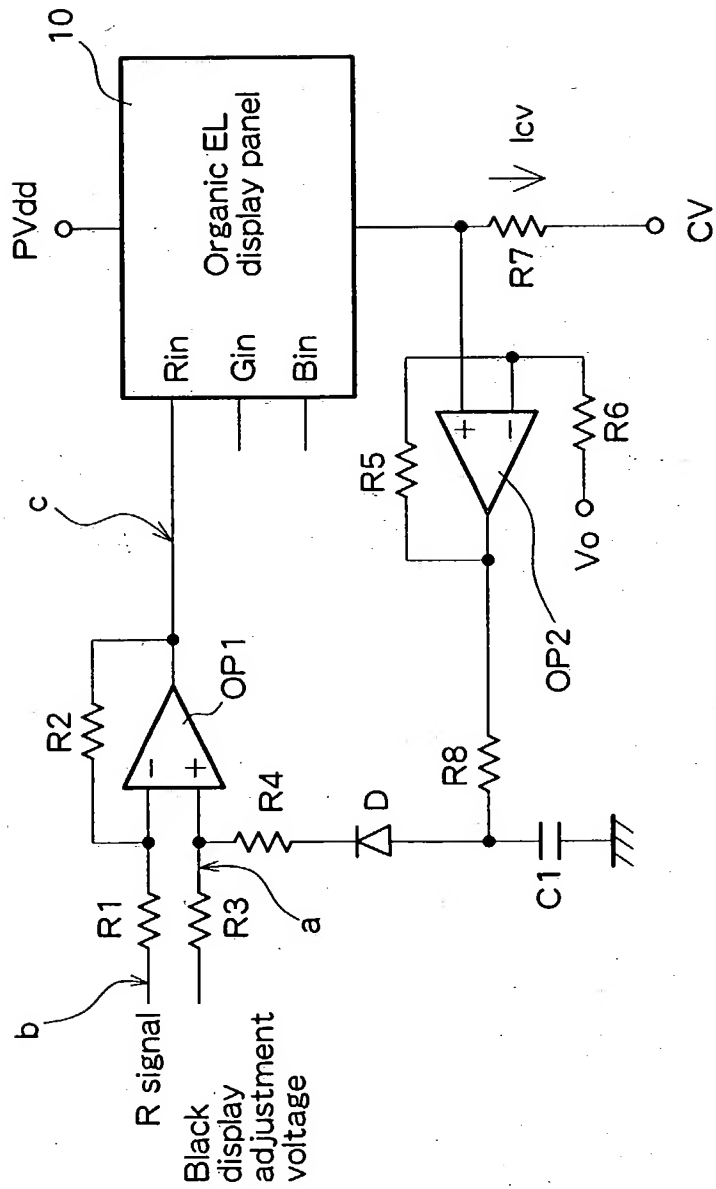 PVdd
10
Organic EL
display panel
Rin
Gin
Bin
c
R2
OP1
R1
R3
a
b
R signal
Black
display
adjustment
voltage
R4
D
C1
R8
R5
OP2
Vo
R6
R7
Icv
CV
+
−
−
+